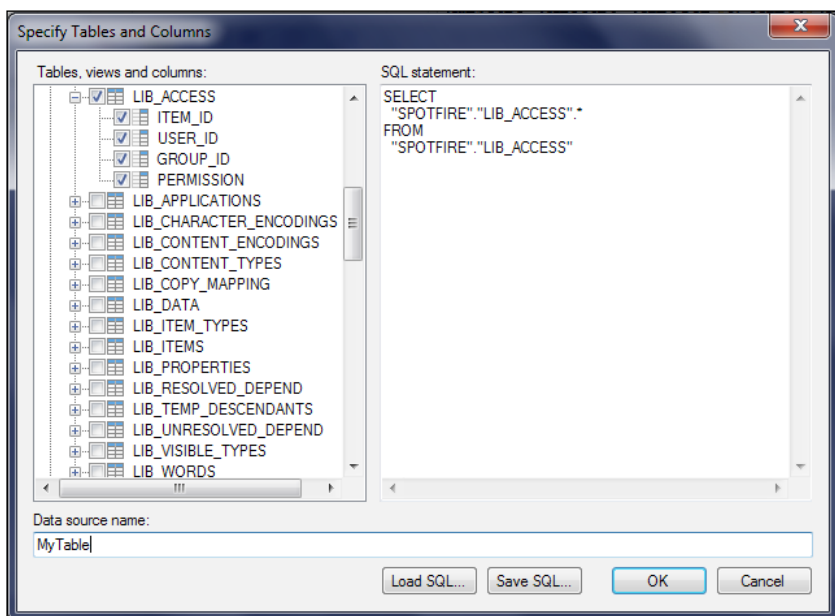 Specify Tables and Columns
Tables, views and columns:
LIB_ACCESS
ITEM_ID
USER_ID
GROUP_ID
PERMISSION
LIB_APPLICATIONS
LIB_CHARACTER_ENCODINGS
LIB_CONTENT_ENCODINGS
LIB_CONTENT_TYPES
LIB_COPY_MAPPING
LIB_DATA
LIB_ITEM_TYPES
LIB_ITEMS
LIB_PROPERTIES
LIB_RESOLVED_DEPEND
LIB_TEMP_DESCENDANTS
LIB_UNRESOLVED_DEPEND
LIB_VISIBLE_TYPES
LIB_WORDS
SQL statement:
SELECT
"SPOTFIRE"."LIB_ACCESS".*
FROM
"SPOTFIRE"."LIB_ACCESS"
Data source name:
MyTable
Load SQL... Save SQL... OK Cancel